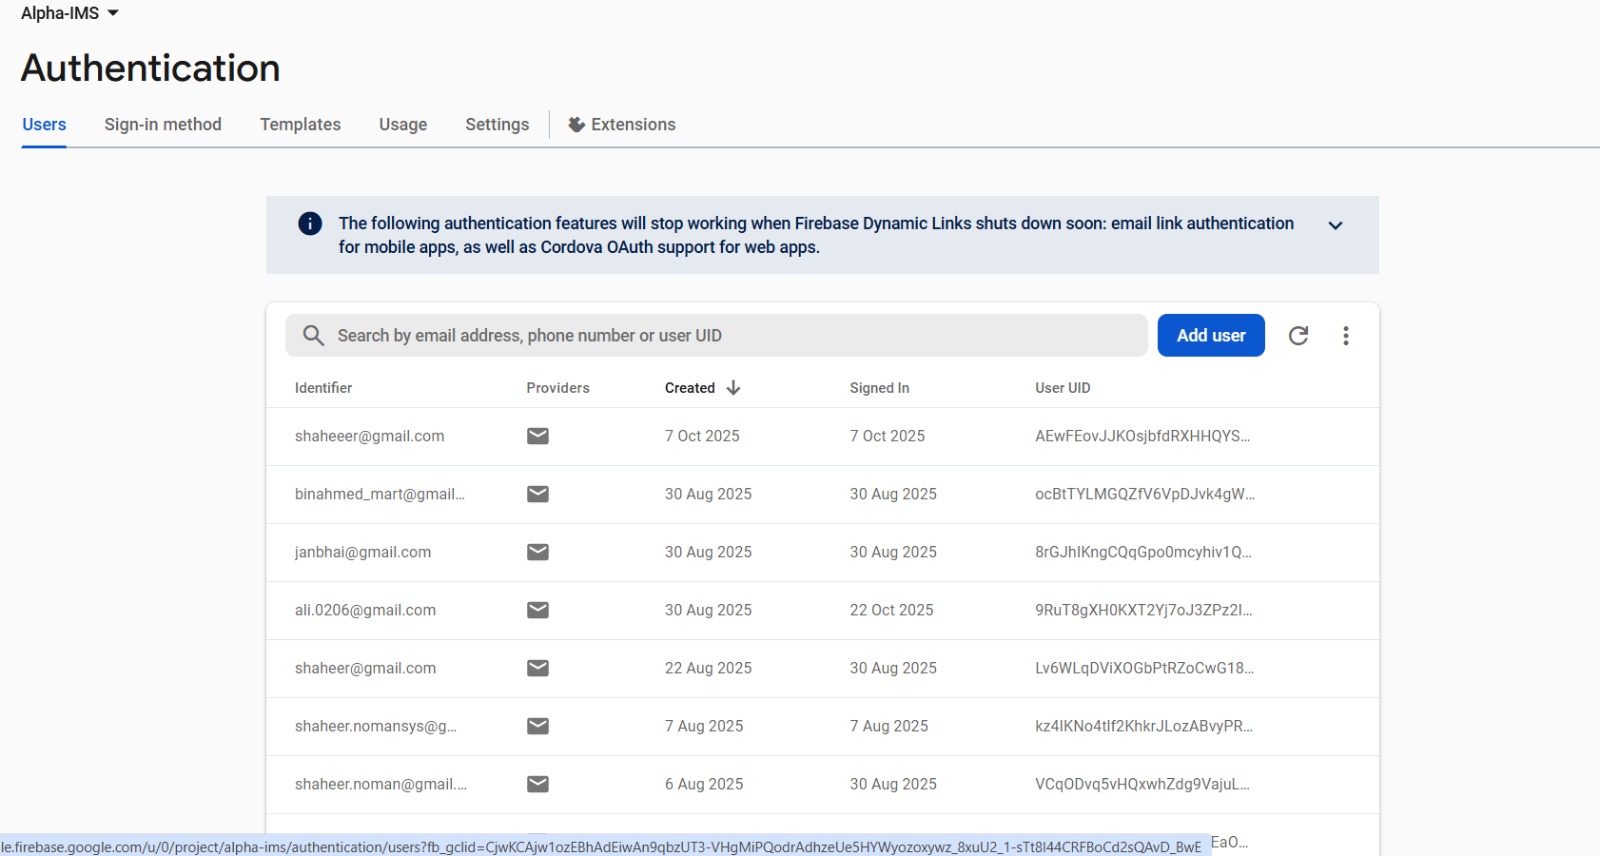 Alpha-IMS
Authentication
Users Sign-in method Templates Usage Settings Extensions
The following authentication features will stop working when Firebase Dynamic Links shuts down soon: email link authentication
for mobile apps, as well as Cordova OAuth support for web apps.
Search by email address, phone number or user UID Add user
Identifier Providers Created Signed In User UID
shaheeer@gmail.com 7 Oct 2025 7 Oct 2025 AEwFEovJJKOsjbfdRXHHQYS...
binahmed_mart@gmail... 30 Aug 2025 30 Aug 2025 ocBtTYLMGQZfV6VpDJvk4gW...
janbhai@gmail.com 30 Aug 2025 30 Aug 2025 8rGJhIKngCQqGpo0mcyhiv1Q...
ali.0206@gmail.com 30 Aug 2025 22 Oct 2025 9RuT8gXH0KXT2Yj7oJ3ZPz2I...
shaheer@gmail.com 22 Aug 2025 30 Aug 2025 Lv6WLqDViXOGbPtRZoCwG18...
shaheer.nomansys@g... 7 Aug 2025 7 Aug 2025 kz4IKNo4tlf2KhkrJLozABvyPR...
shaheer.noman@gmail.... 6 Aug 2025 30 Aug 2025 VCqODvq5vHQxwhZdg9VajuL...
le.firebase.google.com/u/0/project/alpha-ims/authentication/users?fb_gclid=CjwKCAjw1ozEBhAdEiwAn9qbzUT3-VHgMiPQodrAdhzeUe5HYWyozoxywz_8xuU2_1-sTt8l44CRFBoCd2sQAvD_BwE EaO...